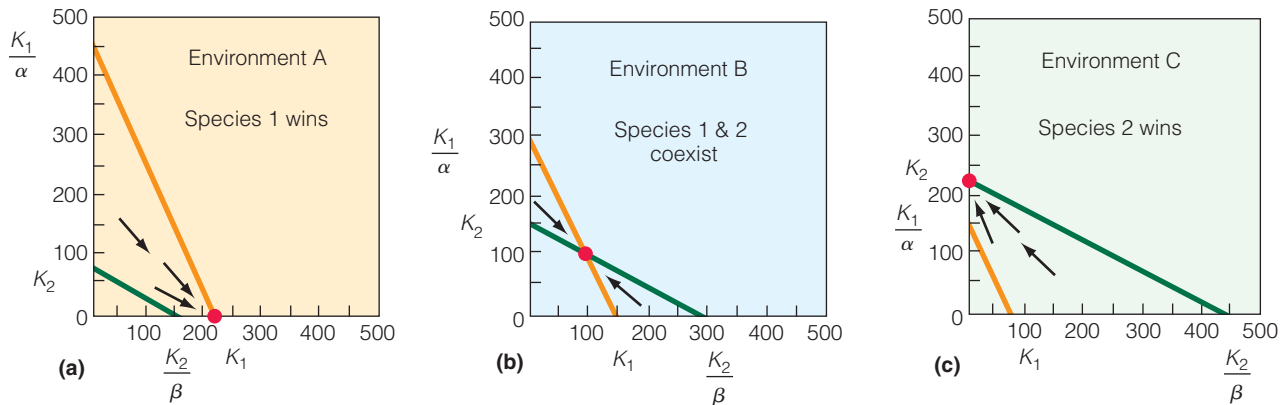 500
K₁
α
400
300
200
100
K₂
0
100
200
300
400
500
K₂
β
K₁
Environment A
Species 1 wins
(a)
500
400
K₁
α
300
200
K₂
100
0
100
200
300
400
500
K₁
K₂
β
Environment B
Species 1 & 2
coexist
(b)
500
400
300
K₂
200
K₁
α
100
0
100
200
300
400
500
K₁
K₂
β
Environment C
Species 2 wins
(c)